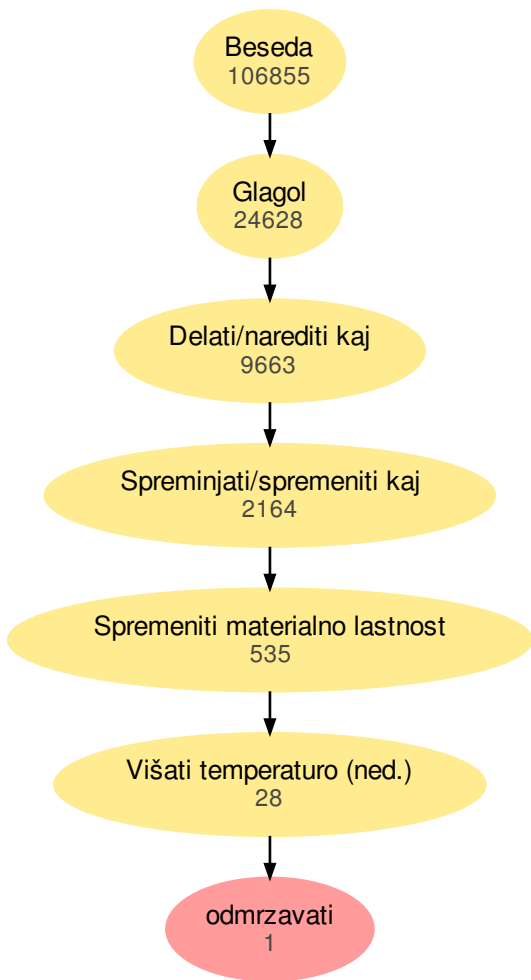 Beseda
106855
Glagol
24628
Delati/narediti kaj
9663
Spreminjati/spremeniti kaj
2164
Spremeniti materialno lastnost
535
Višati temperaturo (ned.)
28
odmrzavati
1